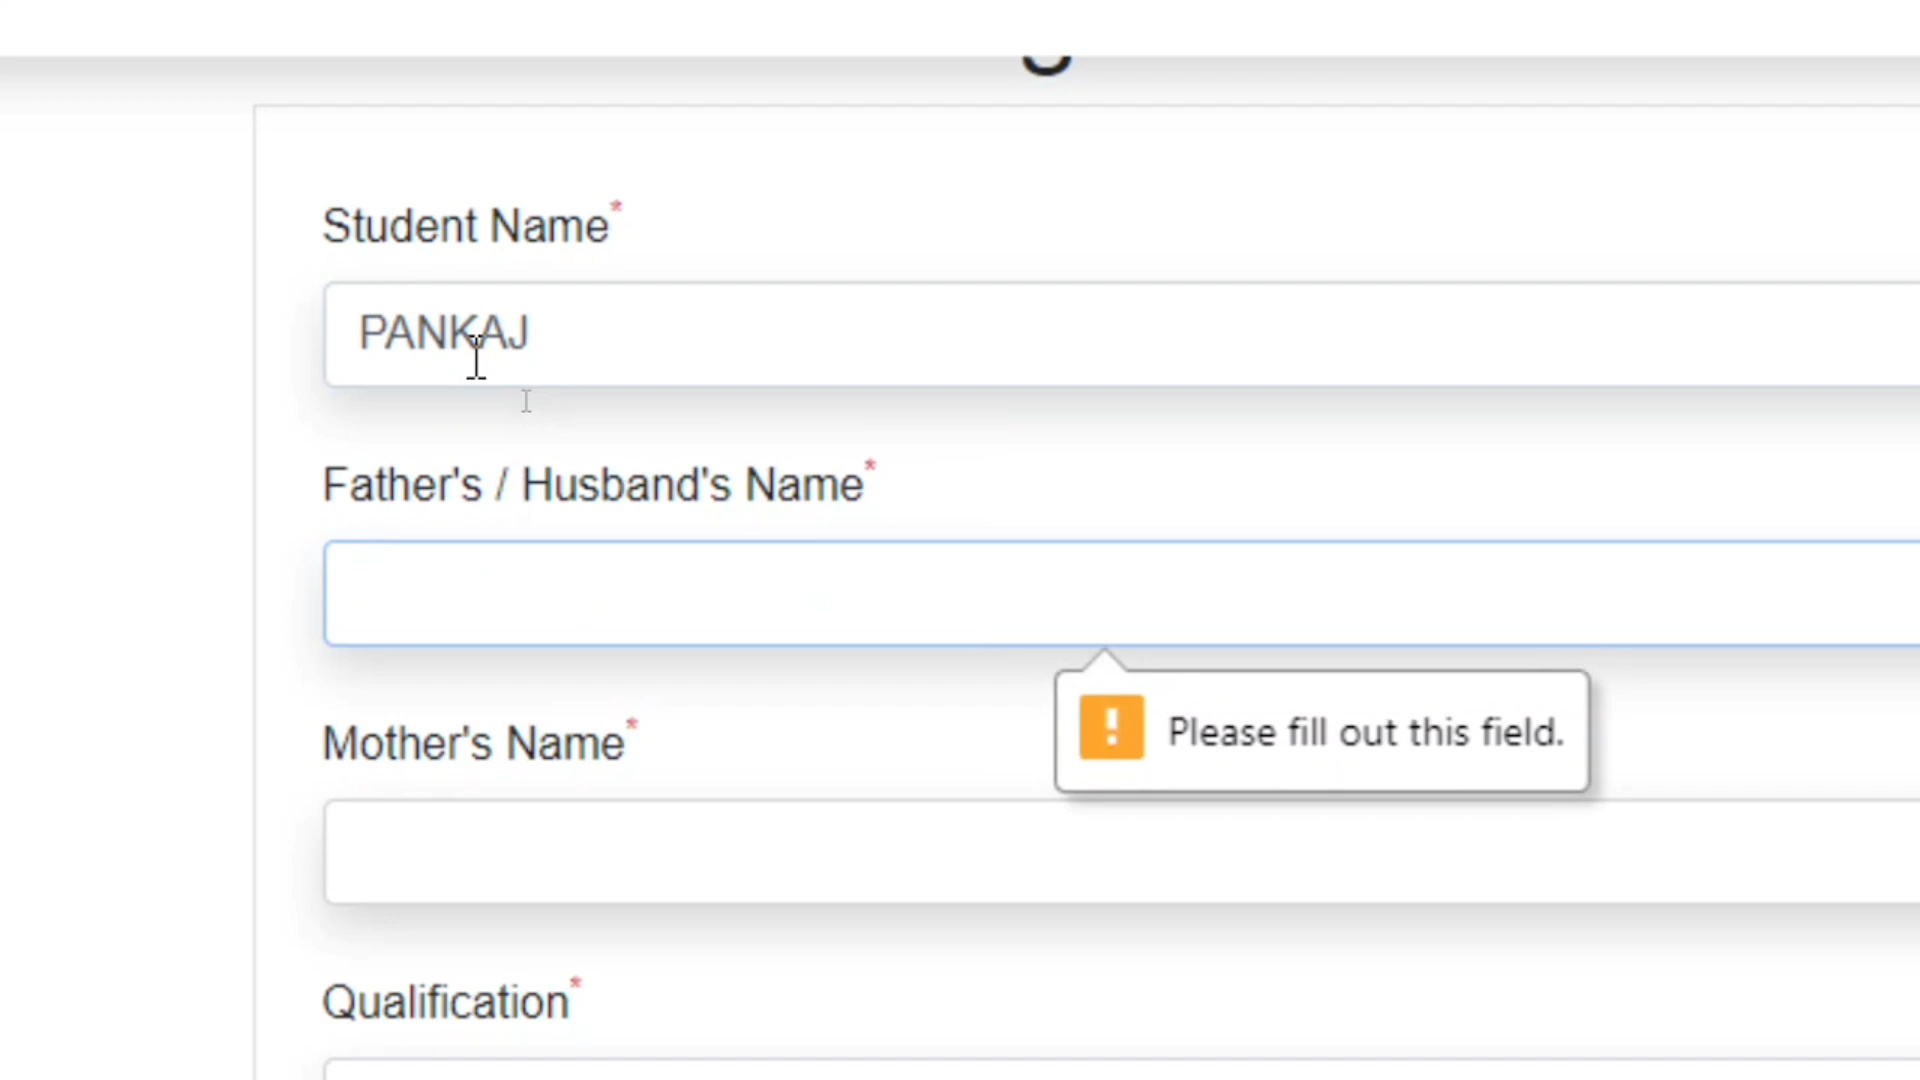 Student Name*
PANKAJ
Father's / Husband's Name*
Please fill out this field.
Mother's Name*
Qualification*